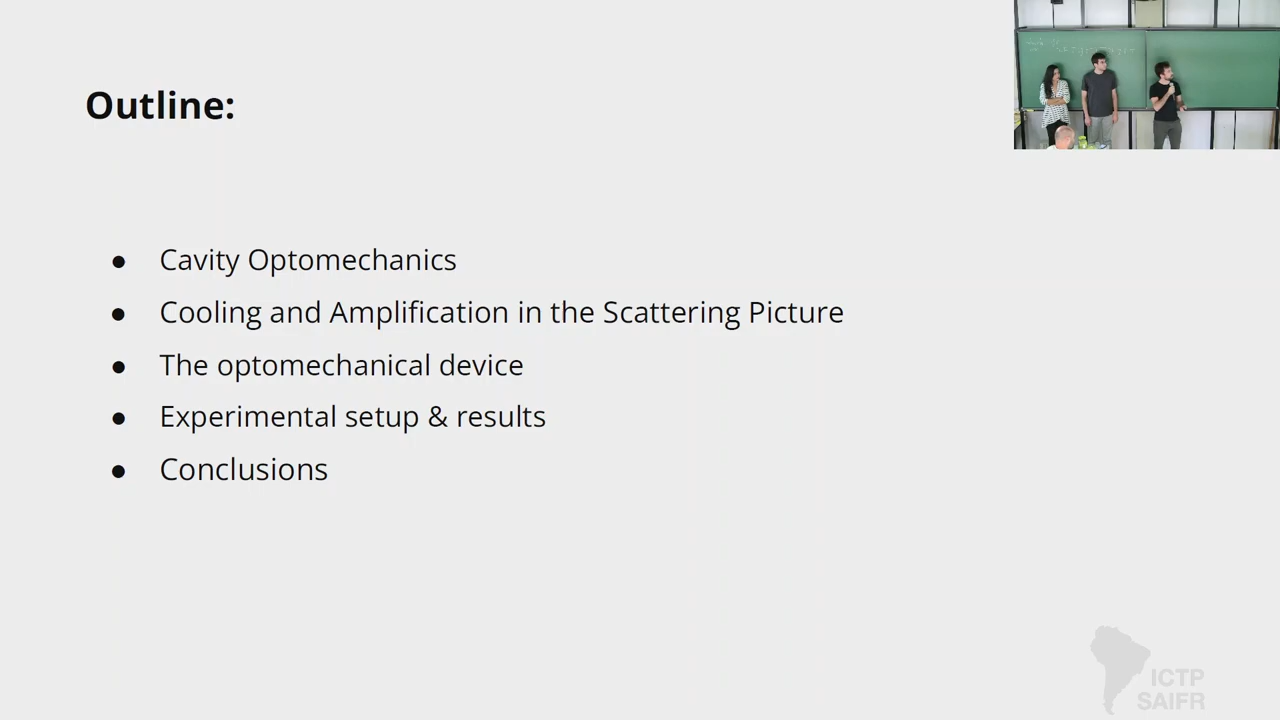 Outline:
● Cavity Optomechanics
● Cooling and Amplification in the Scattering Picture
● The optomechanical device
● Experimental setup & results
● Conclusions
ICTP
SAIFR